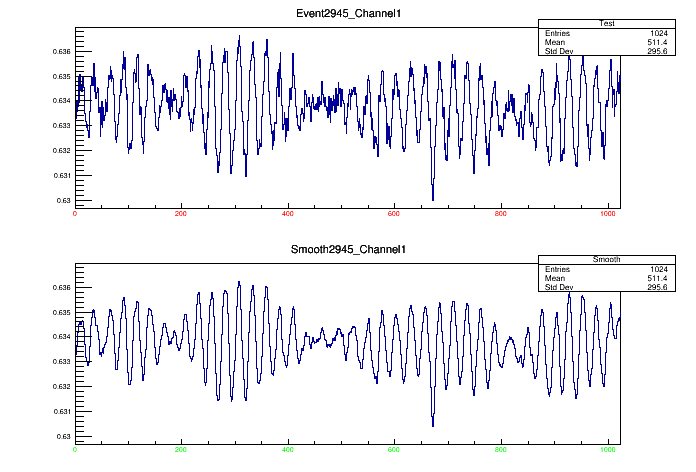 Event2945_Channel1
Test
Entries 1024
Mean 511.4
Std Dev 295.6
0.636
0.635
0.634
0.633
0.632
0.631
0.63
0 200 400 600 800 1000
Smooth2945_Channel1
Smooth
Entries 1024
Mean 511.4
Std Dev 295.6
0.636
0.635
0.634
0.633
0.632
0.631
0.63
0 200 400 600 800 1000